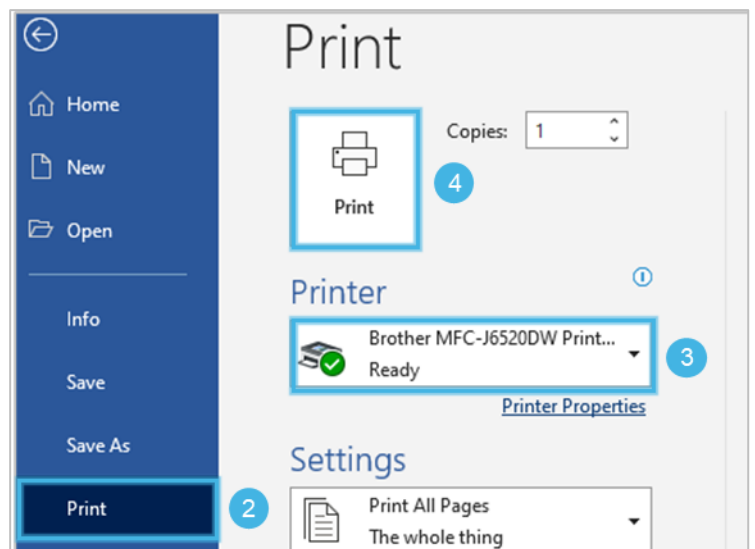 Print
Home
New
Open
Info
Save
Save As
Print
2
Print
Copies: 1
4
Printer
Brother MFC-J6520DW Print...
Ready
3
Printer Properties
Settings
Print All Pages
The whole thing